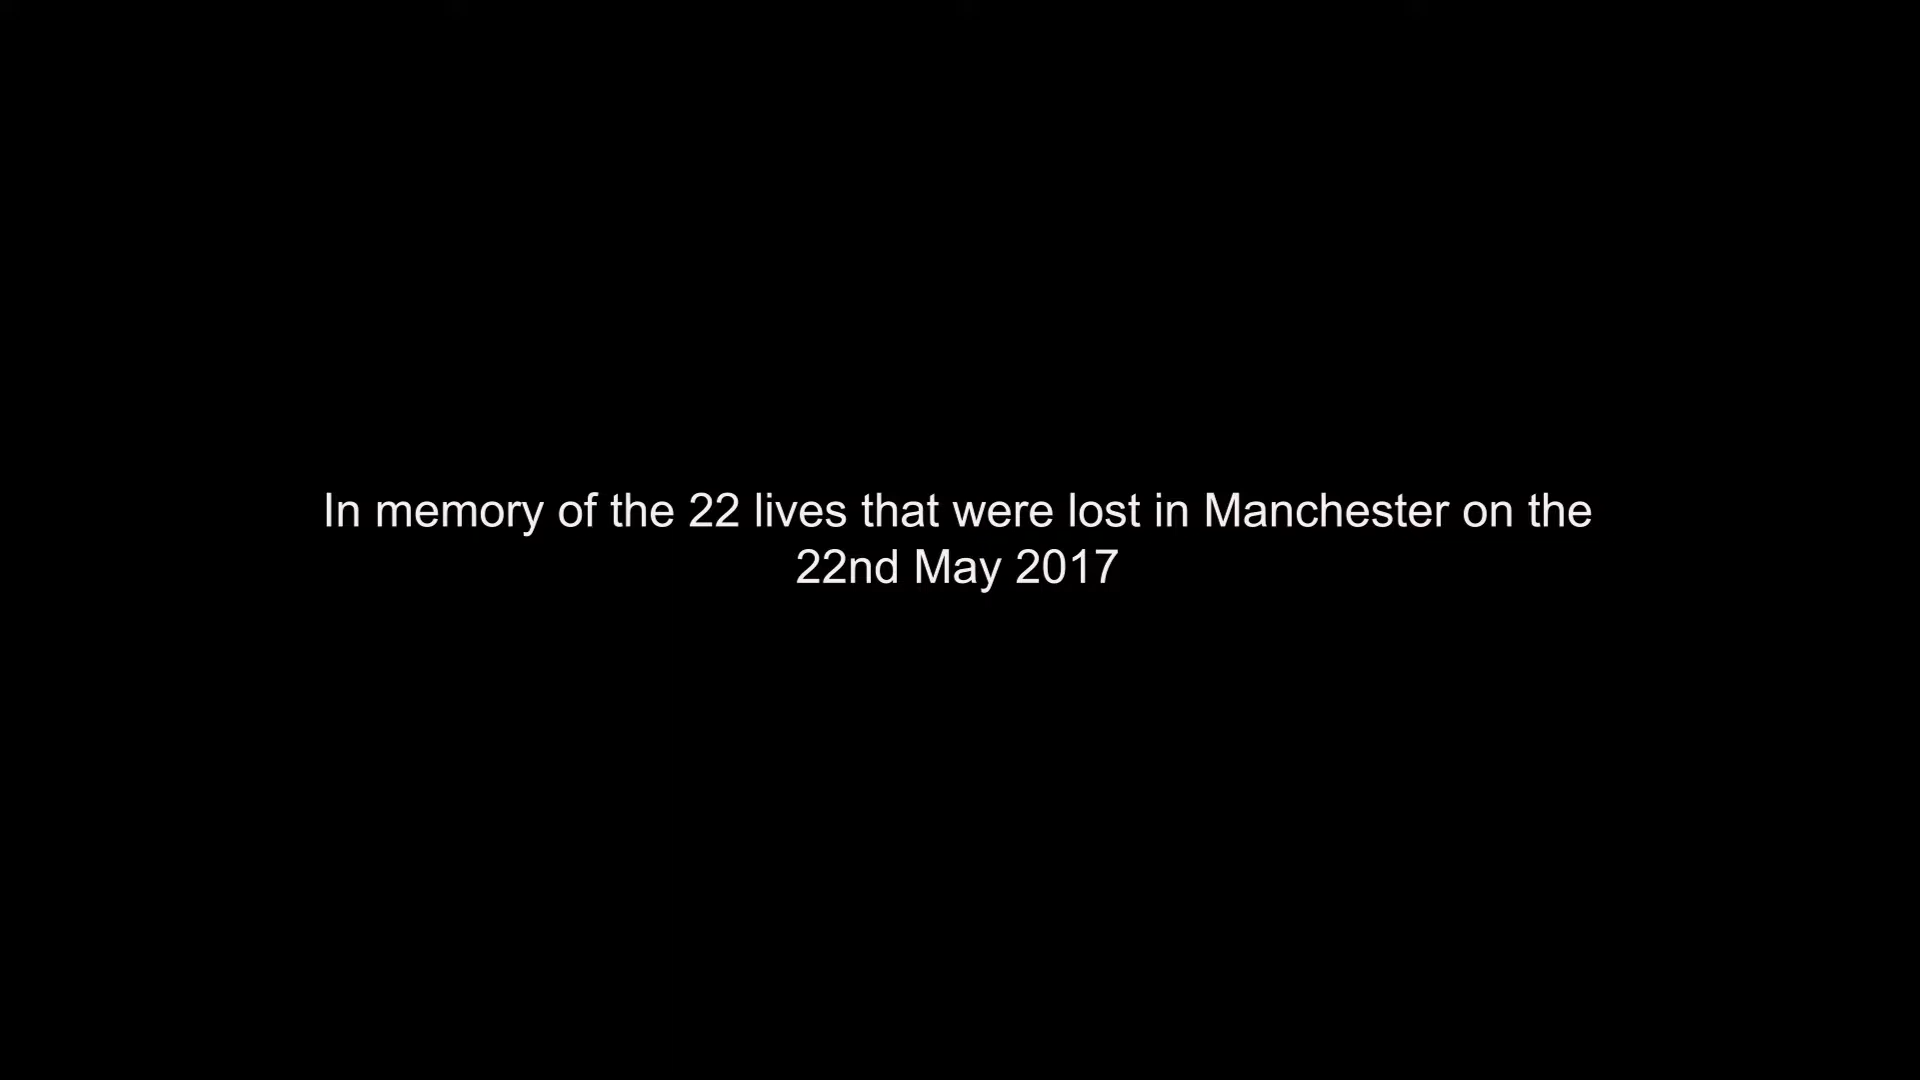 In memory of the 22 lives that were lost in Manchester on the
22nd May 2017